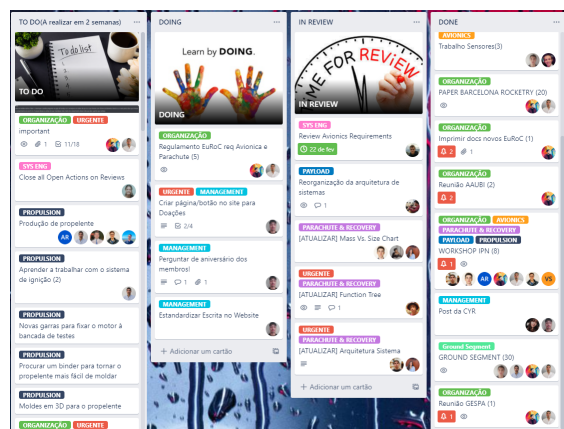 TO DO(A realizar em 2 semanas)
To do list
TO DO
ORGANIZAÇÃO URGENTE
important
1 11/18
SYS ENG
Close all Open Actions on Reviews
PROPULSION
Produção de propelente
AR
PROPULSION
Aprender a trabalhar com o sistema
de ignição (2)
PROPULSION
Novas garras para fixar o motor à
bancada de testes
PROPULSION
Procurar um binder para tornar o
propelente mais fácil de moldar
PROPULSION
Moldes em 3D para o propelente
ORGANIZAÇÃO URGENTE
DOING
Learn by DOING.
DOING
ORGANIZAÇÃO
Regulamento EuRoC req Avionica e
Parachute (5)
URGENTE MANAGEMENT
Criar página/botão no site para
Doações
2/4
MANAGEMENT
Perguntar de aniversário dos
membros!
1 1
MANAGEMENT
Estandardizar Escrita no Website
+ Adicionar um cartão
IN REVIEW
TIME FOR REVIEW
IN REVIEW
SYS ENG
Review Avionics Requirements
22 de fev
PAYLOAD
Reorganização da arquitetura de
sistemas
1
PARACHUTE & RECOVERY
[ATUALIZAR] Mass Vs. Size Chart
URGENTE
PARACHUTE & RECOVERY
[ATUALIZAR] Function Tree
1
URGENTE
PARACHUTE & RECOVERY
[ATUALIZAR] Arquitetura Sistema
+ Adicionar um cartão
DONE
AVIONICS
Trabalho Sensores(3)
ORGANIZAÇÃO
PAPER BARCELONA ROCKETRY (20)
ORGANIZAÇÃO
Imprimir docs novos EuRoC (1)
2 1
ORGANIZAÇÃO
Reunião AAUBI (2)
2
ORGANIZAÇÃO AVIONICS
PARACHUTE & RECOVERY
PAYLOAD PROPULSION
WORKSHOP IPN (8)
1
AR VS
MANAGEMENT
Post da CYR
Ground Segment
GROUND SEGMENT (30)
ORGANIZAÇÃO
Reunião GESPA (1)
1